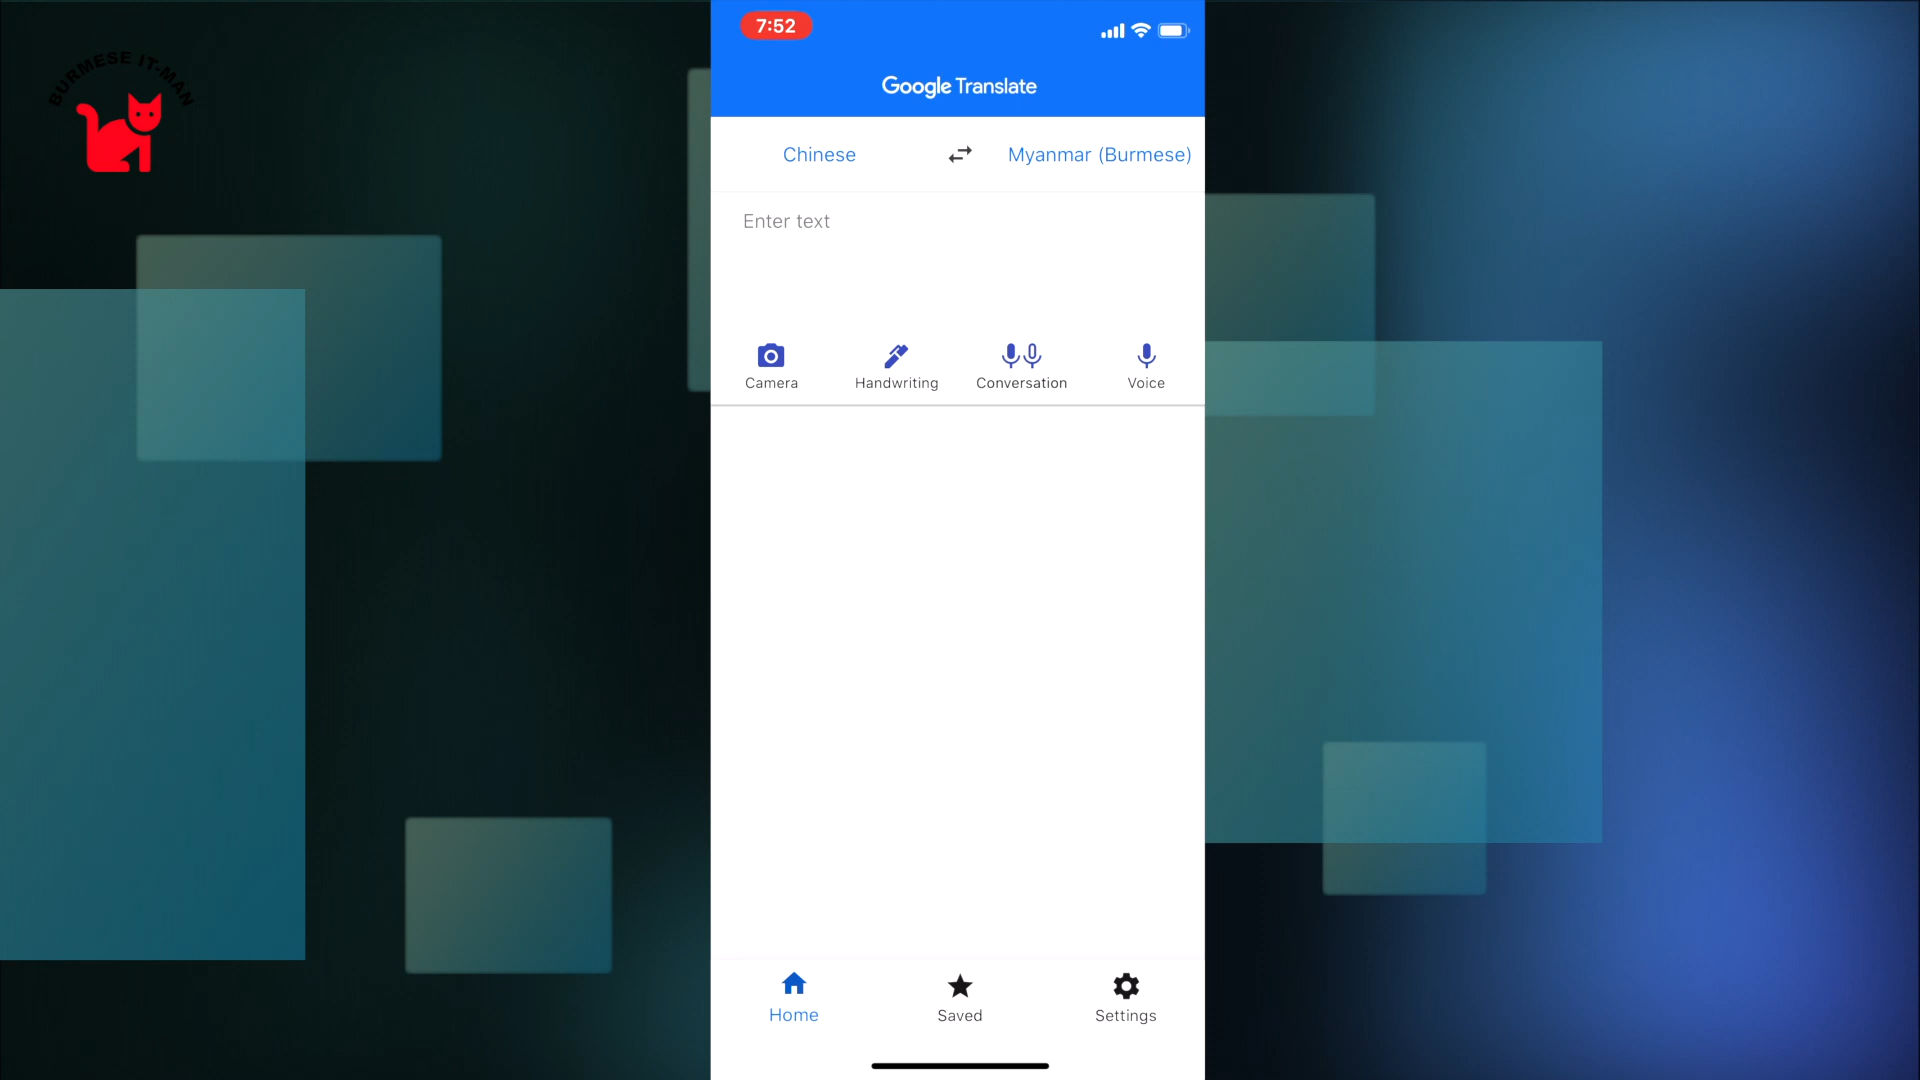 BURMESE IT-MAN
7:52
Google Translate
Chinese
Myanmar (Burmese)
Enter text
Camera
Handwriting
Conversation
Voice
Home
Saved
Settings